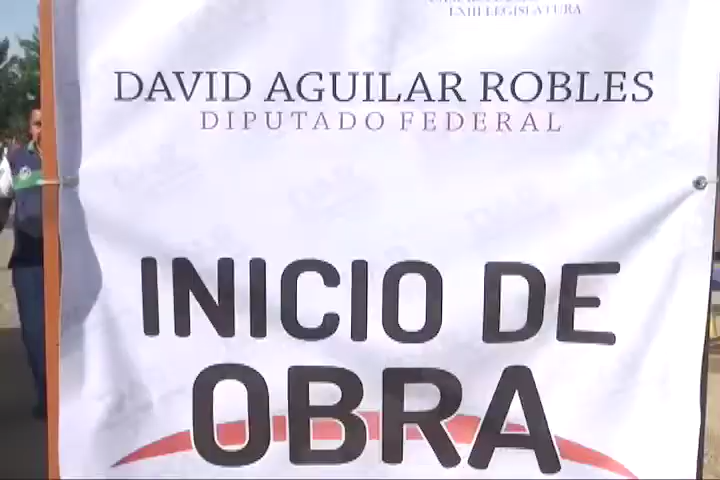 LXIII LEGISLATURA
DAVID AGUILAR ROBLES
DIPUTADO FEDERAL
INICIO DE
OBRA